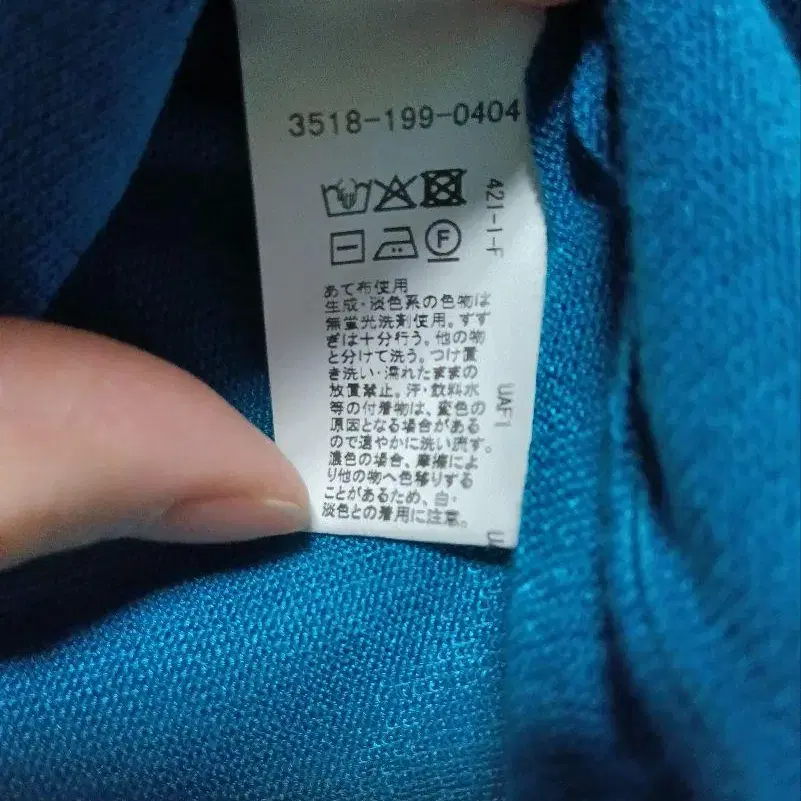 3518-199-0404
421-1-F
F
あて布使用
生成・淡色系の色物は
無蛍光洗剤使用。すす
ぎは十分行う。他の物
と分けて洗う。つけ置
き洗い・濡れたままの
放置禁止。汗・飲料水
等の付着物は、変色の
原因となる場合がある
ので速やかに洗い流す。
濃色の場合、摩擦によ
り他の物へ色移りする
ことがあるため、白・
淡色との着用に注意。
UAF1